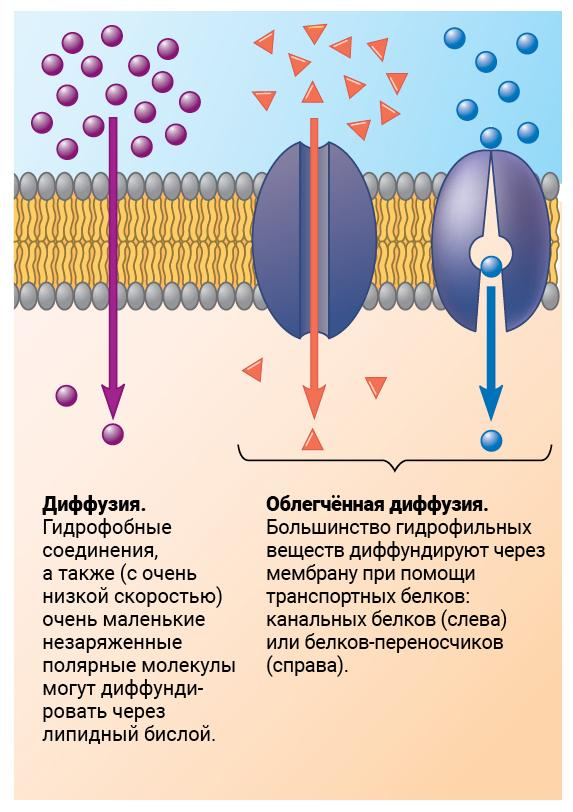 Диффузия.
Гидрофобные
соединения,
а также (с очень
низкой скоростью)
очень маленькие
незаряженные
полярные молекулы
могут диффунди-
ровать через
липидный бислой.
Облегчённая диффузия.
Большинство гидрофильных
веществ диффундируют через
мембрану при помощи
транспортных белков:
канальных белков (слева)
или белков-переносчиков
(справа).